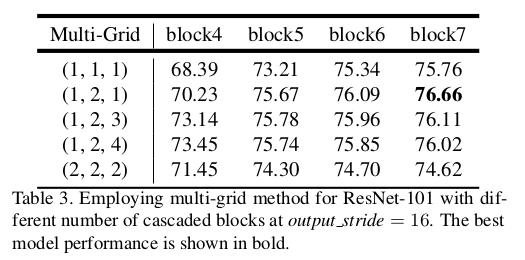 Multi-Grid block4 block5 block6 block7
(1, 1, 1) 68.39 73.21 75.34 75.76
(1, 2, 1) 70.23 75.67 76.09 76.66
(1, 2, 3) 73.14 75.78 75.96 76.11
(1, 2, 4) 73.45 75.74 75.85 76.02
(2, 2, 2) 71.45 74.30 74.70 74.62
Table 3. Employing multi-grid method for ResNet-101 with dif-
ferent number of cascaded blocks at output_stride = 16. The best
model performance is shown in bold.